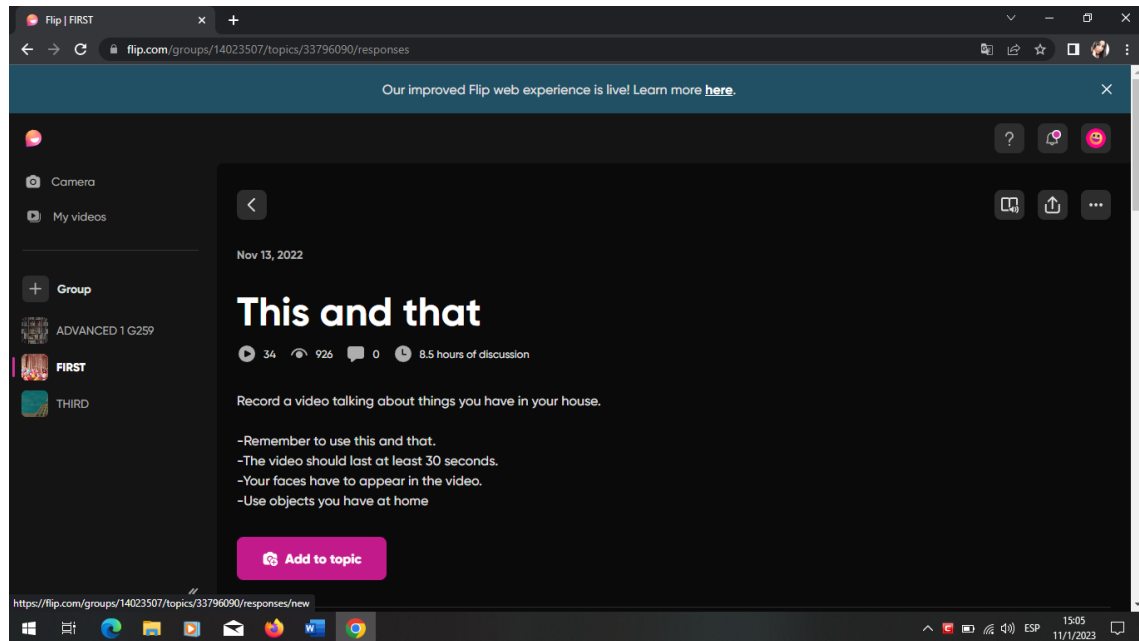 Flip | FIRST
flip.com/groups/14023507/topics/33796090/responses
Our improved Flip web experience is live! Learn more here.
?
Camera
My videos
Nov 13, 2022
Group
This and that
ADVANCED 1 G259
34 926 0 8.5 hours of discussion
FIRST
THIRD
Record a video talking about things you have in your house.
-Remember to use this and that.
-The video should last at least 30 seconds.
-Your faces have to appear in the video.
-Use objects you have at home
Add to topic
https://flip.com/groups/14023507/topics/33796090/responses/new
ESP
15:05
11/1/2023